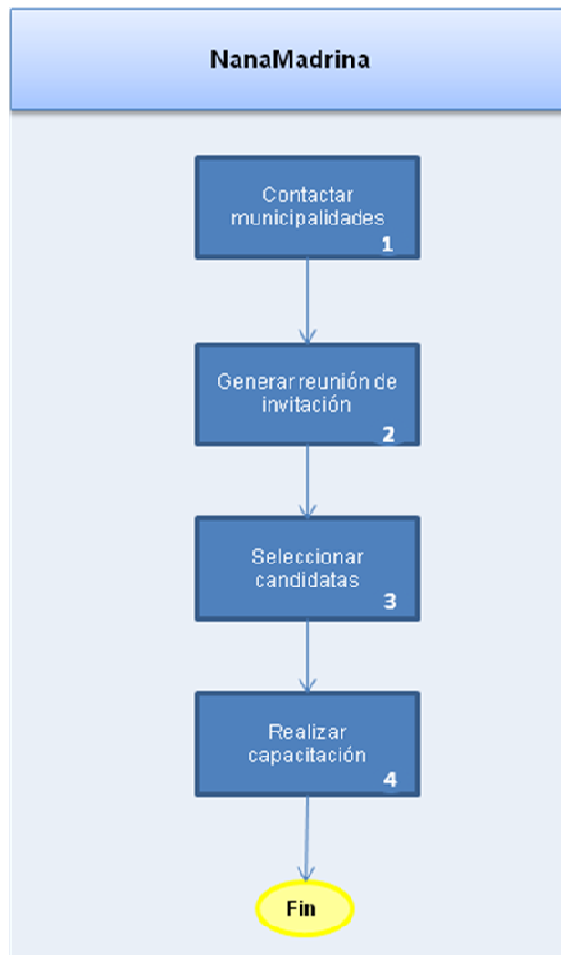 NanaMadrina
Contactar
municipalidades
1
Generar reunión de
invitación
2
Seleccionar
candidatas
3
Realizar
capacitación
4
Fin